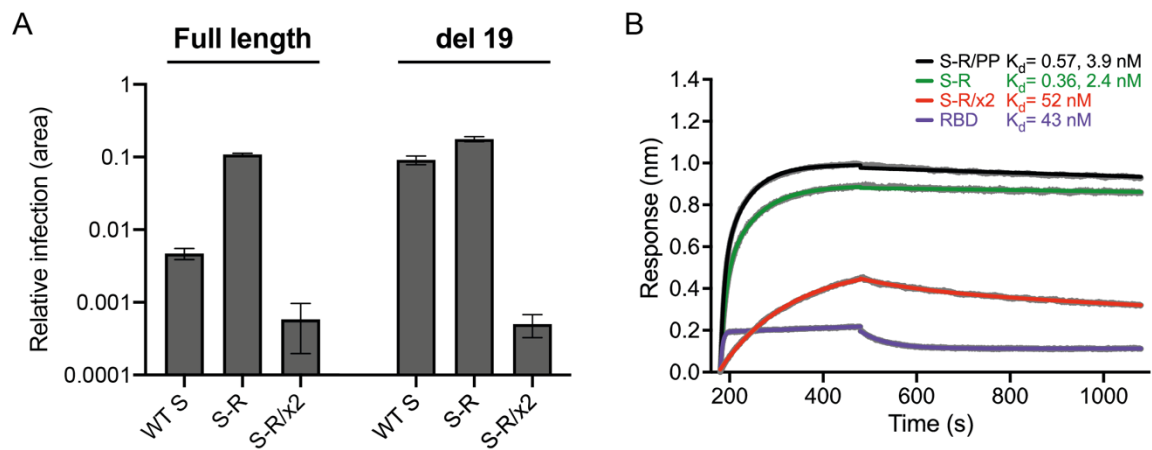 A
Full length
del 19
Relative infection (area)
1
0.1
0.01
0.001
0.0001
WT S
S-R
S-R/x2
WT S
S-R
S-R/x2
B
S-R/PP Kd= 0.57, 3.9 nM
S-R Kd= 0.36, 2.4 nM
S-R/x2 Kd= 52 nM
RBD Kd= 43 nM
Response (nm)
1.4
1.2
1.0
0.8
0.6
0.4
0.2
0.0
200 400 600 800 1000
Time (s)